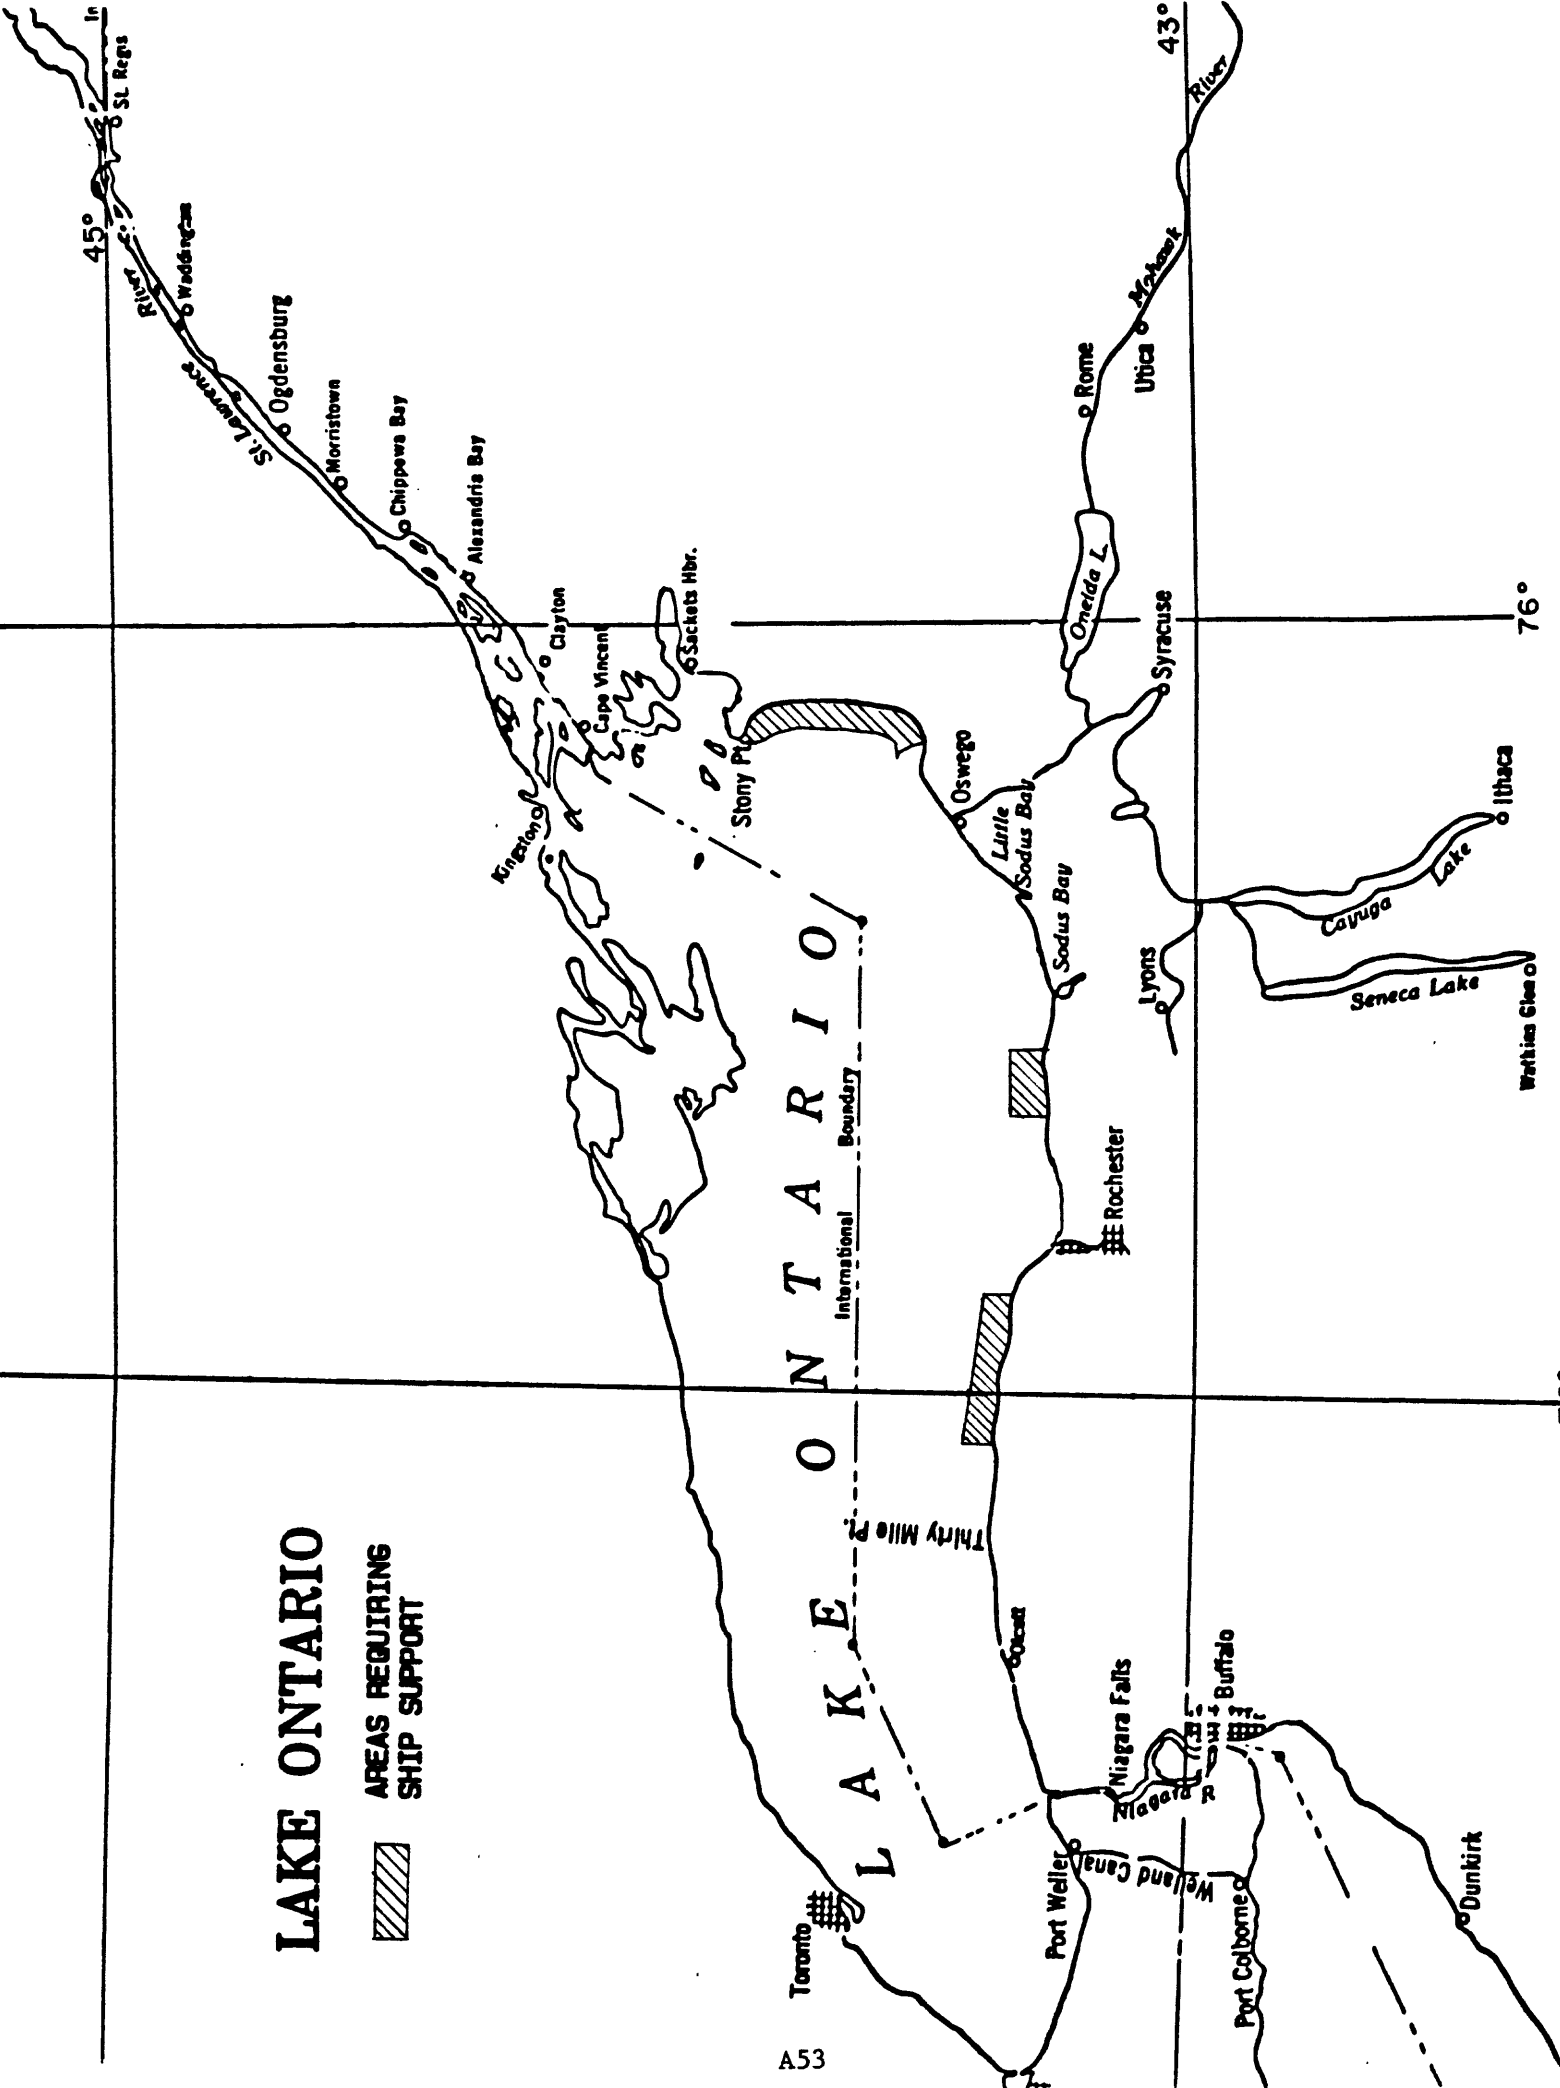 LAKE ONTARIO
AREAS REQUIRING
SHIP SUPPORT
45°
In
St. Regis
Waddington
St. Lawrence River
Ogdensburg
Morristown
Chippewa Bay
Alexandria Bay
Clayton
Cape Vincent
Sackets Hbr.
Kingston
Stony Pt.
Oswego
Little
Sodus Bay
Sodus Bay
LAKE ONTARIO
International Boundary
Toronto
Thirty Mile Pt.
Olcott
Rochester
Lyons
Syracuse
Oneida L.
Rome
Utica
Mohawk River
43°
76°
Cayuga
Lake
Ithaca
Seneca Lake
Watkins Glen
Port Weller
Welland Canal
Niagara Falls
Niagara R
Buffalo
Port Colborne
Dunkirk
A53